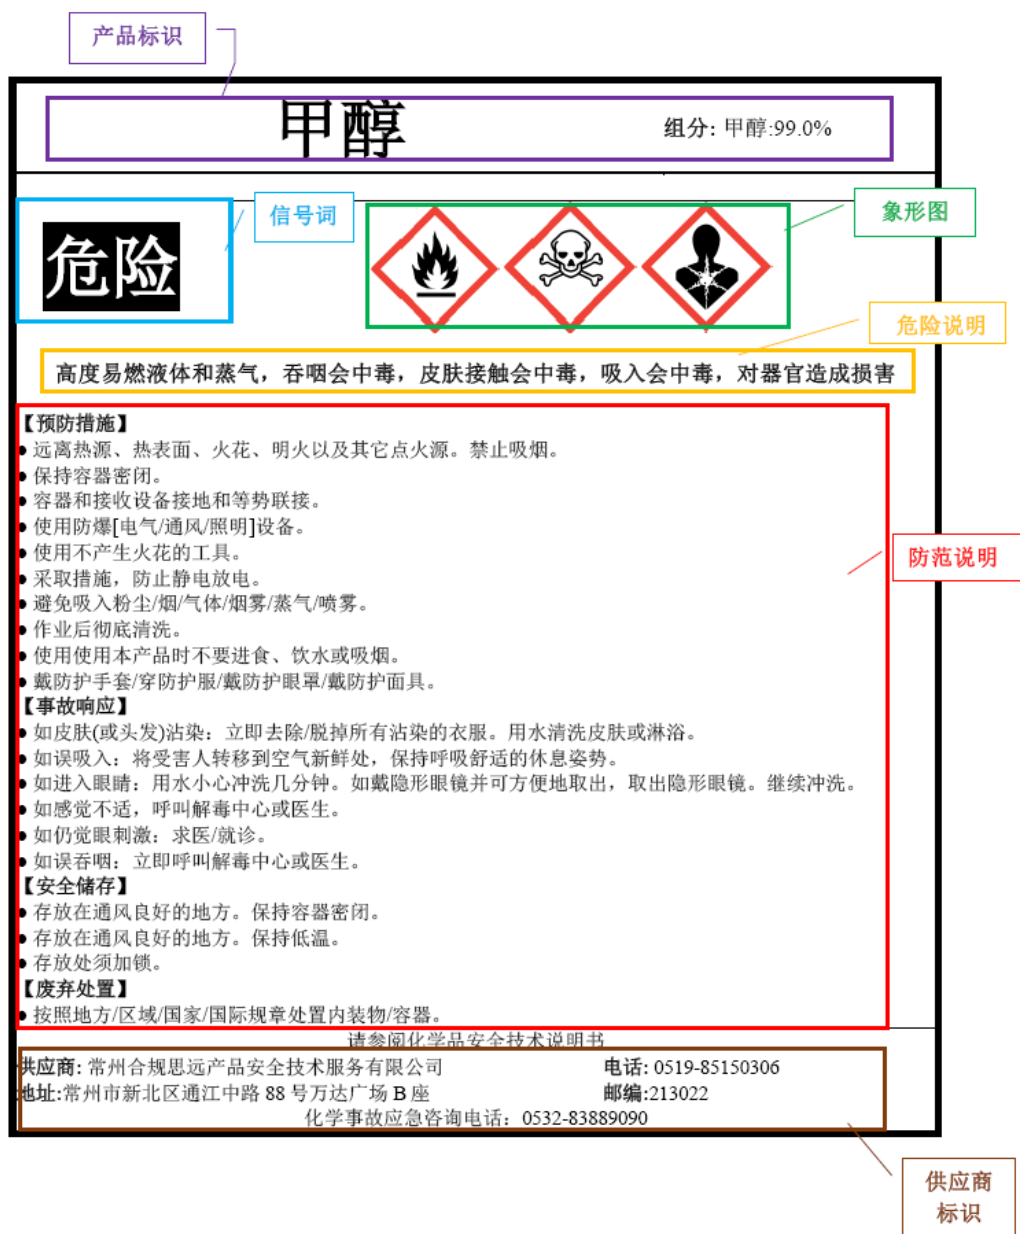 产品标识
甲醇
组分: 甲醇:99.0%
危险
信号词
象形图
危险说明
高度易燃液体和蒸气，吞咽会中毒，皮肤接触会中毒，吸入会中毒，对器官造成损害
【预防措施】
● 远离热源、热表面、火花、明火以及其它点火源。禁止吸烟。
● 保持容器密闭。
● 容器和接收设备接地和等势联接。
● 使用防爆[电气/通风/照明]设备。
● 使用不产生火花的工具。
● 采取措施，防止静电放电。
● 避免吸入粉尘/烟/气体/烟雾/蒸气/喷雾。
● 作业后彻底清洗。
● 使用使用本产品时不要进食、饮水或吸烟。
● 戴防护手套/穿防护服/戴防护眼罩/戴防护面具。
防范说明
【事故响应】
● 如皮肤(或头发)沾染：立即去除/脱掉所有沾染的衣服。用水清洗皮肤或淋浴。
● 如误吸入：将受害人转移到空气新鲜处，保持呼吸舒适的休息姿势。
● 如进入眼睛：用水小心冲洗几分钟。如戴隐形眼镜并可方便地取出，取出隐形眼镜。继续冲洗。
● 如感觉不适，呼叫解毒中心或医生。
● 如仍觉眼刺激：求医/就诊。
● 如误吞咽：立即呼叫解毒中心或医生。
【安全储存】
● 存放在通风良好的地方。保持容器密闭。
● 存放在通风良好的地方。保持低温。
● 存放处须加锁。
【废弃处置】
● 按照地方/区域/国家/国际规章处置内装物/容器。
请参阅化学品安全技术说明书
供应商: 常州合规思远产品安全技术服务有限公司
电话: 0519-85150306
地址:常州市新北区通江中路 88 号万达广场 B 座
邮编:213022
化学事故应急咨询电话：0532-83889090
供应商
标识